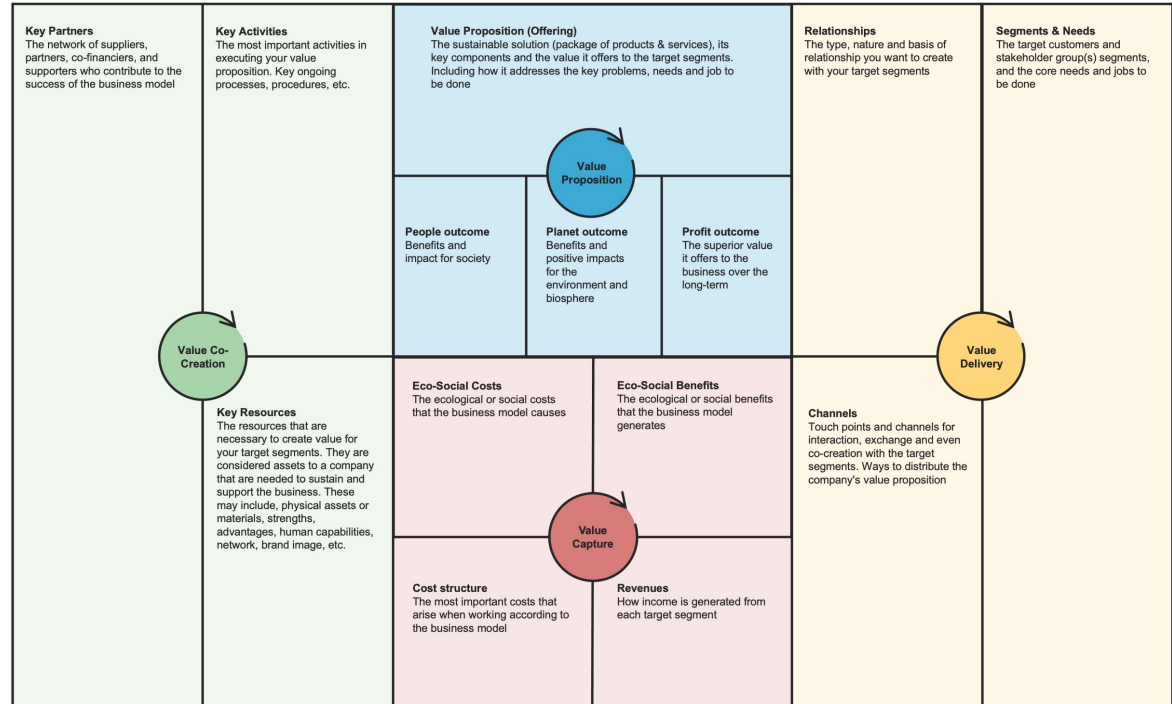 Key Partners
The network of suppliers,
partners, co-financiers, and
supporters who contribute to the
success of the business model
Key Activities
The most important activities in
executing your value
proposition. Key ongoing
processes, procedures, etc.
Value Proposition (Offering)
The sustainable solution (package of products & services), its
key components and the value it offers to the target segments.
Including how it addresses the key problems, needs and job to
be done
Relationships
The type, nature and basis of
relationship you want to create
with your target segments
Segments & Needs
The target customers and
stakeholder group(s) segments,
and the core needs and jobs to
be done
Value
Proposition
People outcome
Benefits and
impact for society
Planet outcome
Benefits and
positive impacts
for the
environment and
biosphere
Profit outcome
The superior value
it offers to the
business over the
long-term
Value Co-
Creation
Value
Delivery
Key Resources
The resources that are
necessary to create value for
your target segments. They are
considered assets to a company
that are needed to sustain and
support the business. These
may include, physical assets or
materials, strengths,
advantages, human capabilities,
network, brand image, etc.
Eco-Social Costs
The ecological or social costs
that the business model causes
Eco-Social Benefits
The ecological or social benefits
that the business model
generates
Channels
Touch points and channels for
interaction, exchange and even
co-creation with the target
segments. Ways to distribute the
company's value proposition
Value
Capture
Cost structure
The most important costs that
arise when working according to
the business model
Revenues
How income is generated from
each target segment